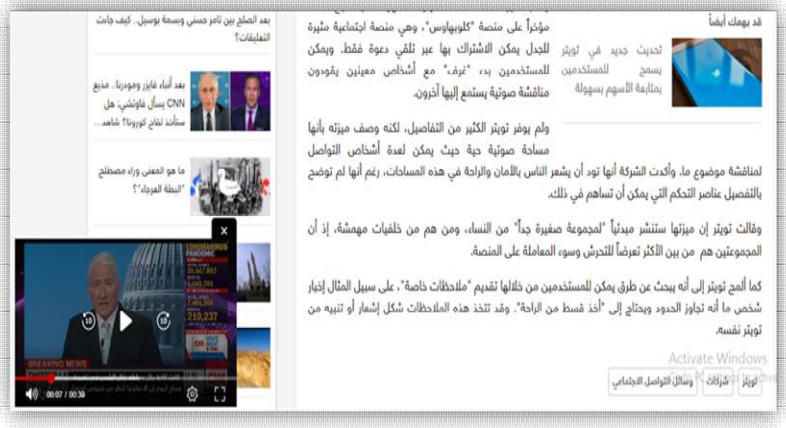 قد يهمك أيضاً
تحديث جديد في تويتر
يسمح للمستخدمين
بمتابعة الأسهم بسهولة
مؤخراً على منصة "كلوبهاوس"، وهي منصة اجتماعية مثيرة
للجدل يمكن الاشتراك بها عبر تلقي دعوة فقط. ويمكن
للمستخدمين بدء "غرف" مع أشخاص معينين يقودون
مناقشة صوتية يستمع إليها آخرون.
ولم يوفر تويتر الكثير من التفاصيل، لكنه وصف ميزته بأنها
مساحة صوتية حية حيث يمكن لعدة أشخاص التواصل
لمناقشة موضوع ما. وأكدت الشركة أنها تود أن يشعر الناس بالأمان والراحة في هذه المساحات، رغم أنها لم توضح
بالتفصيل عناصر التحكم التي يمكن أن تساهم في ذلك.
وقالت تويتر إن ميزتها ستنشر مبدئياً "لمجموعة صغيرة جداً" من النساء، ومن هم من خلفيات مهمشة، إذ أن
المجموعتين هم من بين الأكثر تعرضاً للتحرش وسوء المعاملة على المنصة.
كما ألمح تويتر إلى أنه يبحث عن طرق يمكن للمستخدمين من خلالها تقديم "ملاحظات خاصة"، على سبيل المثال إخبار
شخص ما أنه تجاوز الحدود ويحتاج إلى "أخذ قسط من الراحة". وقد تتخذ هذه الملاحظات شكل إشعار أو تنبيه من
تويتر نفسه.
تويتر
شركات
وسائل التواصل الاجتماعي
Activate Windows
بعد الصلح بين تامر حسني وبسمة بوسيل.. كيف جاءت
التعليقات؟
بعد أنباء فايزر ومودرنا.. مذيع
CNN يسأل فاوتشي: هل
ستأخذ لقاح كورونا؟ شاهد...
ما هو المعنى وراء مصطلح
"البطة العرجاء"؟
X
CORONAVIRUS
PANDEMIC
210,237
10
10
BREAKING NEWS
00:07 / 00:39